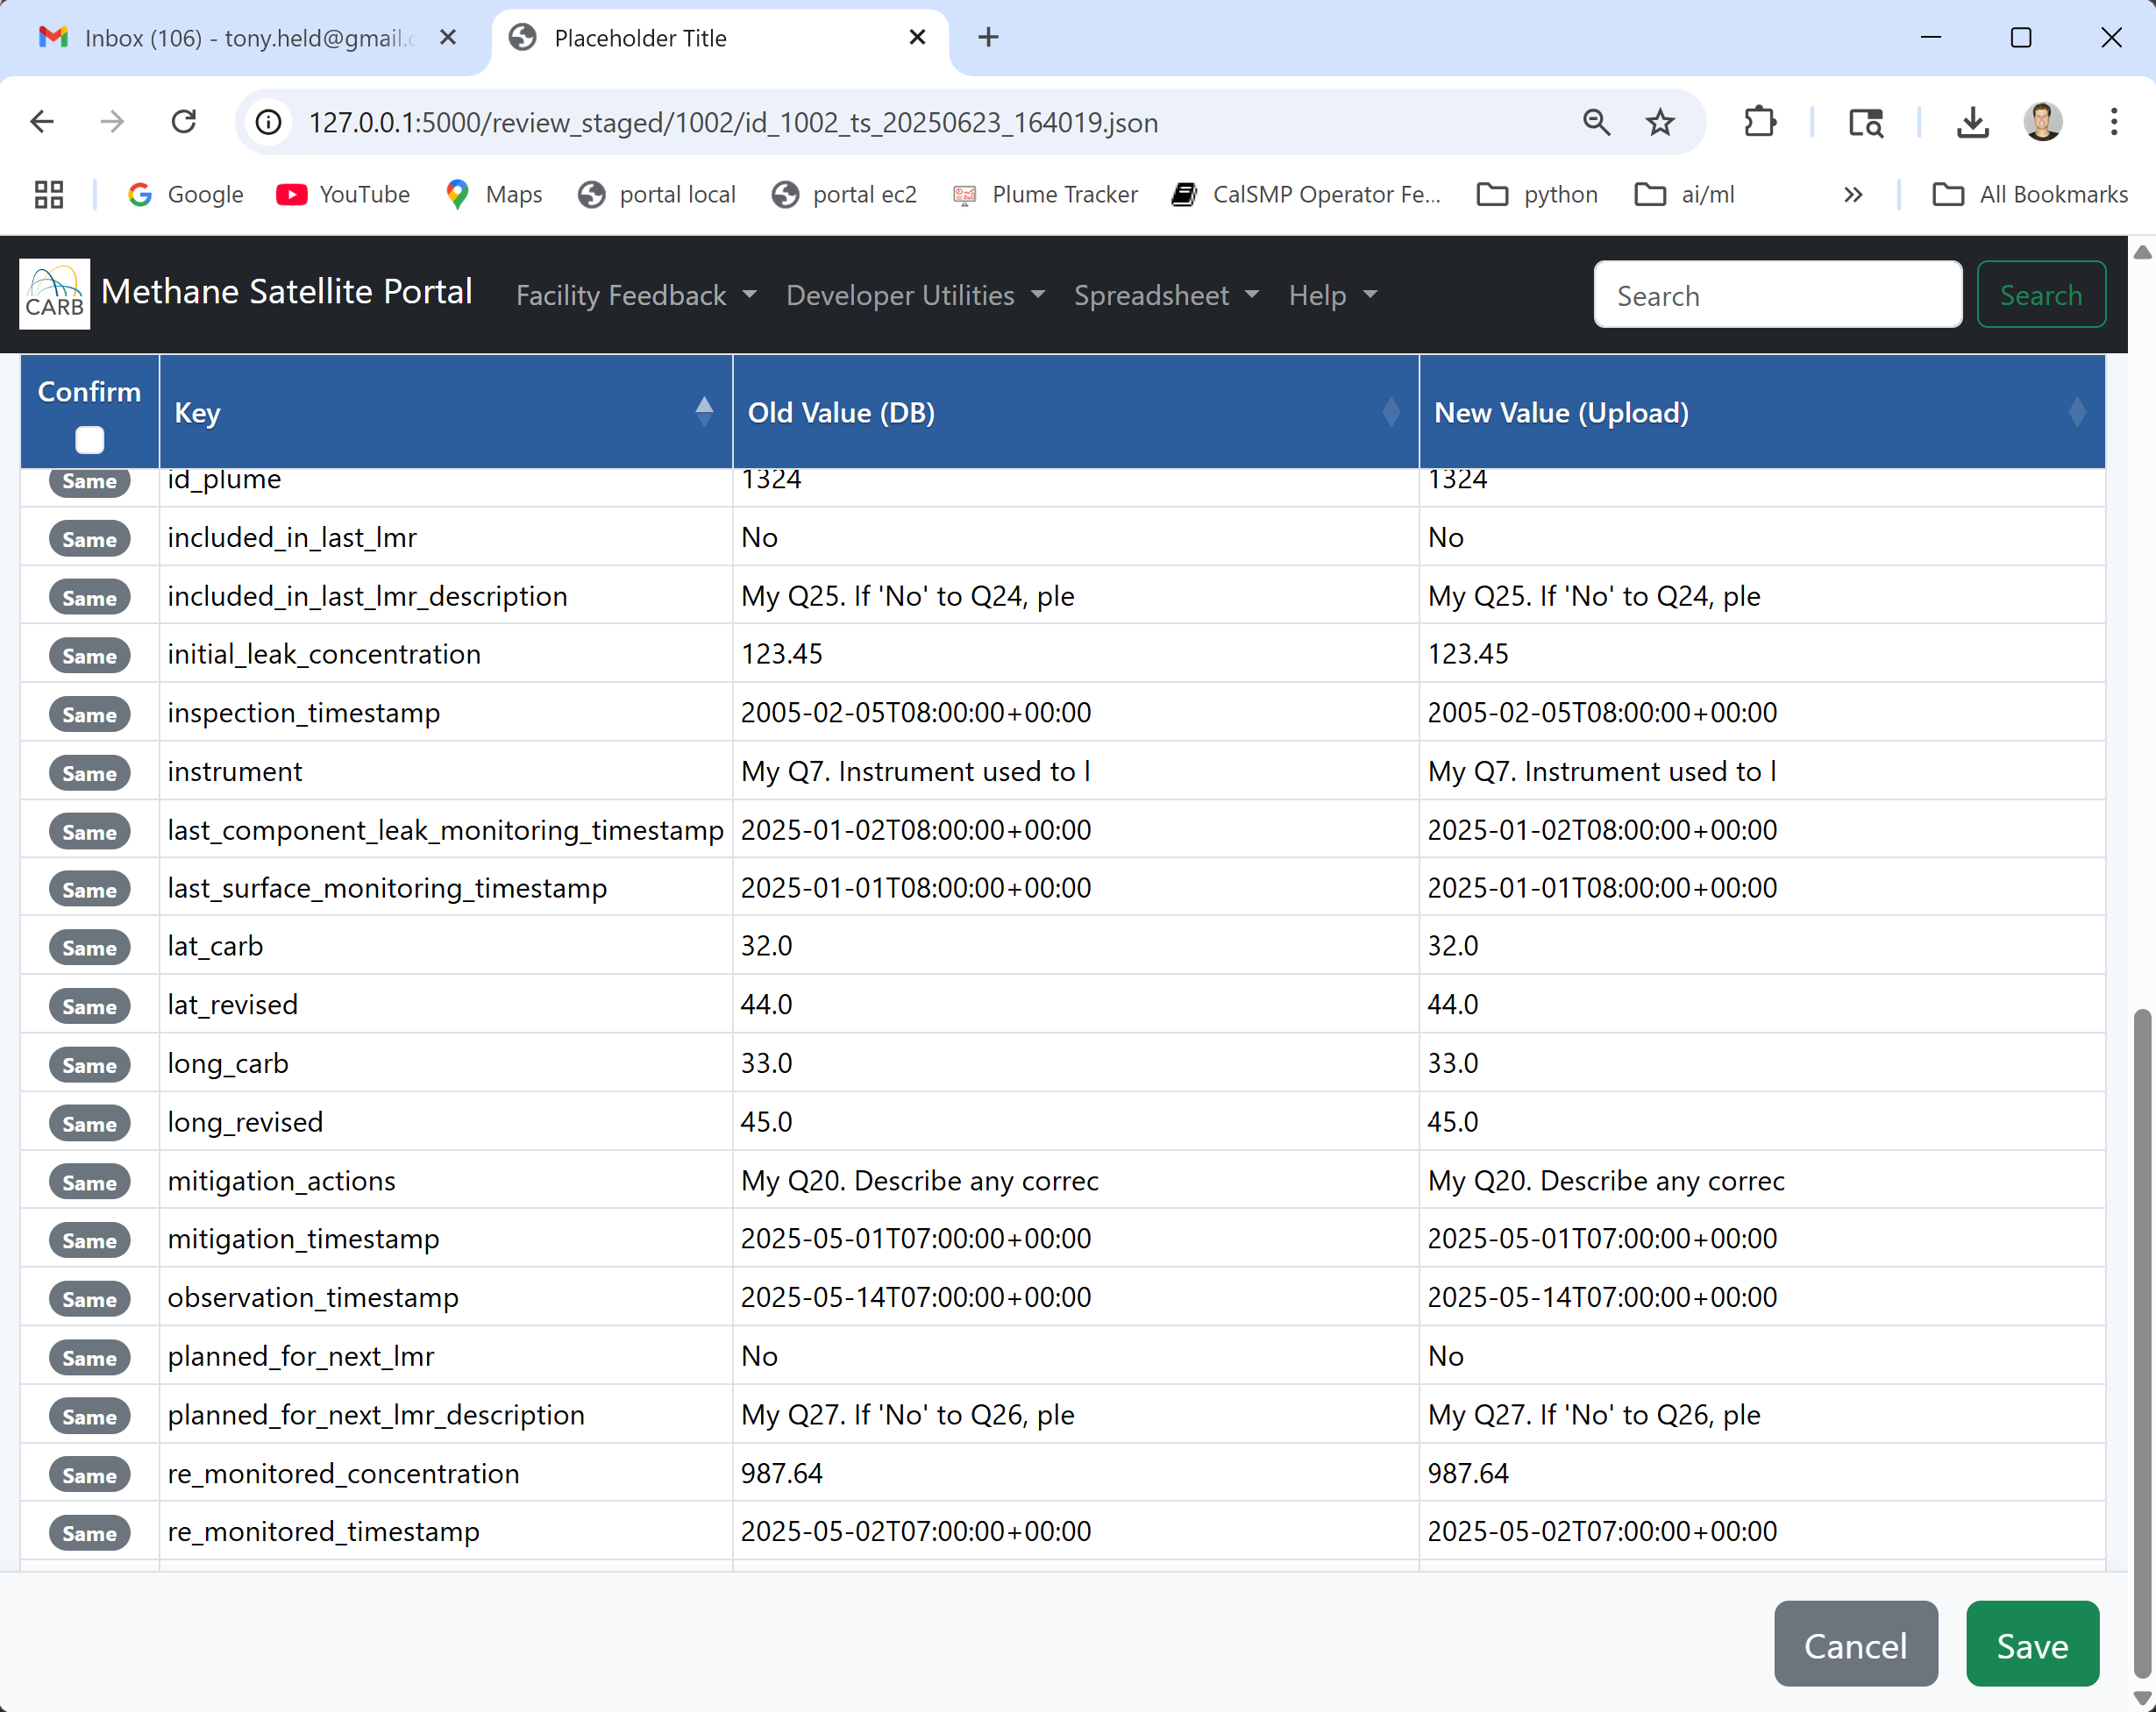 Inbox (106) - tony.held@gmail.c
Placeholder Title
127.0.0.1:5000/review_staged/1002/id_1002_ts_20250623_164019.json
Google YouTube Maps portal local portal ec2 Plume Tracker CalSMP Operator Fe... python ai/ml » All Bookmarks
CARB Methane Satellite Portal Facility Feedback Developer Utilities Spreadsheet Help Search Search
Confirm Key Old Value (DB) New Value (Upload)
Same id_plume 1324 1324
Same included_in_last_lmr No No
Same included_in_last_lmr_description My Q25. If 'No' to Q24, ple My Q25. If 'No' to Q24, ple
Same initial_leak_concentration 123.45 123.45
Same inspection_timestamp 2005-02-05T08:00:00+00:00 2005-02-05T08:00:00+00:00
Same instrument My Q7. Instrument used to l My Q7. Instrument used to l
Same last_component_leak_monitoring_timestamp 2025-01-02T08:00:00+00:00 2025-01-02T08:00:00+00:00
Same last_surface_monitoring_timestamp 2025-01-01T08:00:00+00:00 2025-01-01T08:00:00+00:00
Same lat_carb 32.0 32.0
Same lat_revised 44.0 44.0
Same long_carb 33.0 33.0
Same long_revised 45.0 45.0
Same mitigation_actions My Q20. Describe any correc My Q20. Describe any correc
Same mitigation_timestamp 2025-05-01T07:00:00+00:00 2025-05-01T07:00:00+00:00
Same observation_timestamp 2025-05-14T07:00:00+00:00 2025-05-14T07:00:00+00:00
Same planned_for_next_lmr No No
Same planned_for_next_lmr_description My Q27. If 'No' to Q26, ple My Q27. If 'No' to Q26, ple
Same re_monitored_concentration 987.64 987.64
Same re_monitored_timestamp 2025-05-02T07:00:00+00:00 2025-05-02T07:00:00+00:00
Cancel Save